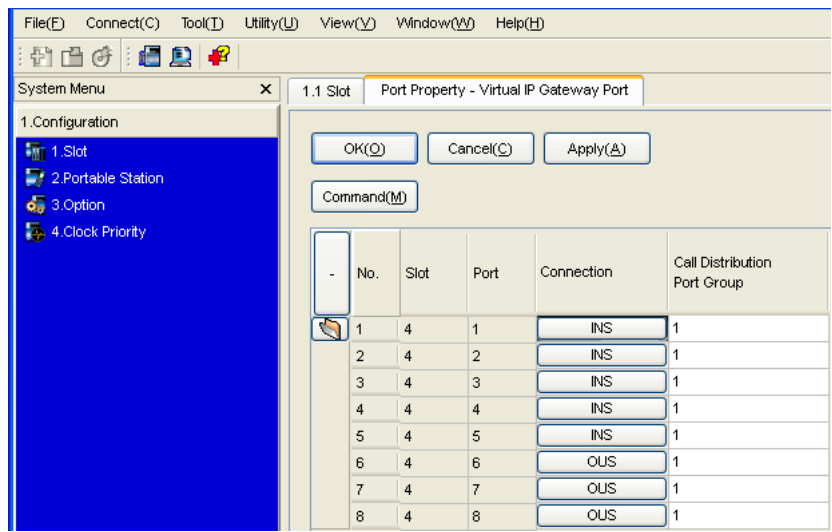 File(F) Connect(C) Tool(T) Utility(U) View(V) Window(W) Help(H)
System Menu X
1.1 Slot Port Property - Virtual IP Gateway Port
1.Configuration
1.Slot
2.Portable Station
3.Option
4.Clock Priority
OK(O) Cancel(C) Apply(A)
Command(M)
- No. Slot Port Connection Call Distribution
Port Group
1 4 1 INS 1
2 4 2 INS 1
3 4 3 INS 1
4 4 4 INS 1
5 4 5 INS 1
6 4 6 OUS 1
7 4 7 OUS 1
8 4 8 OUS 1